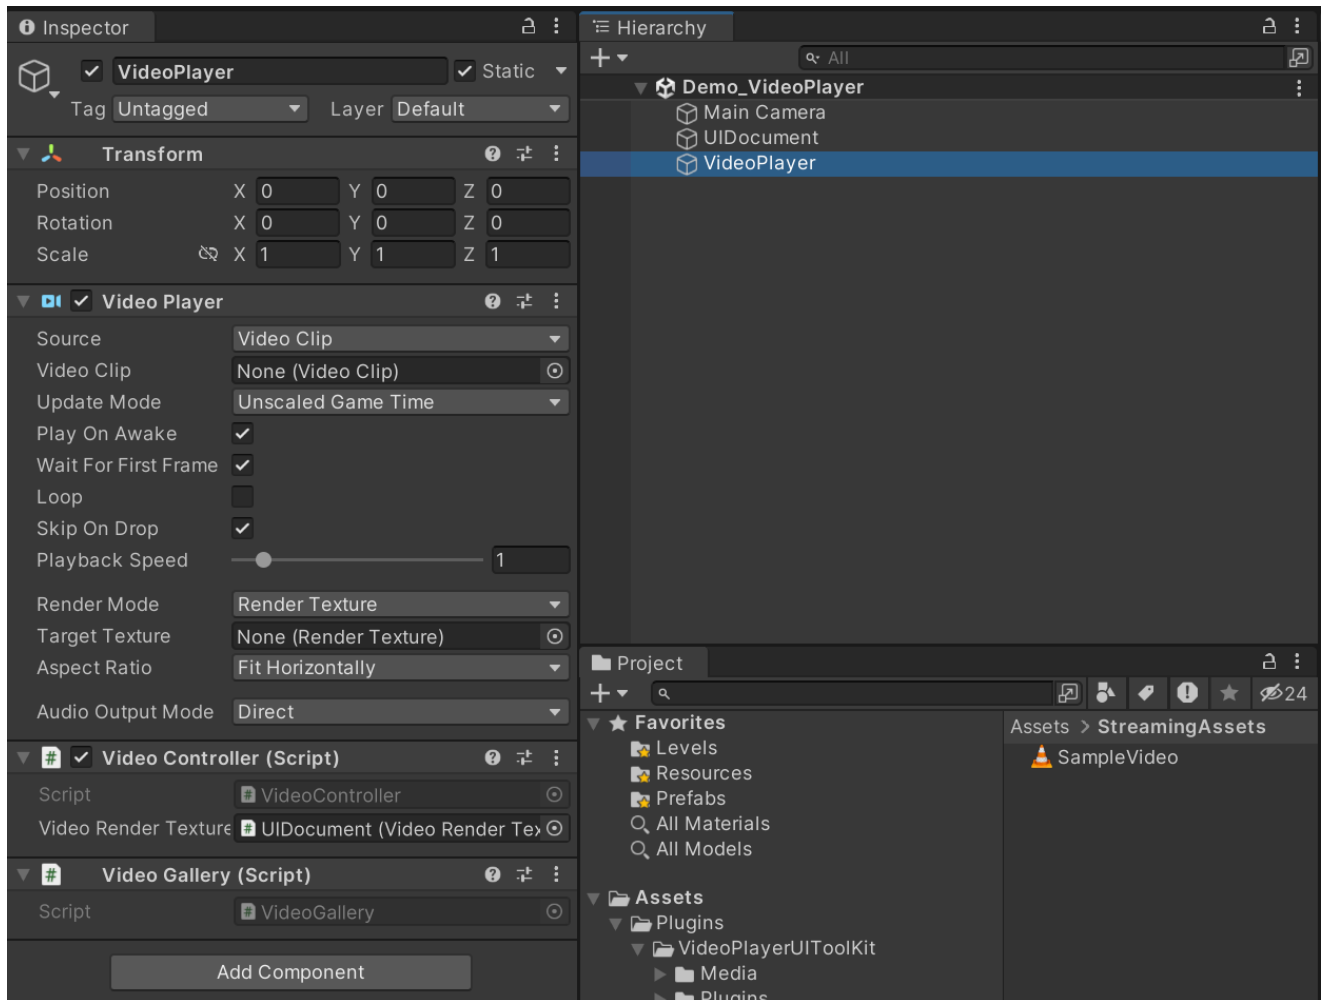 Inspector
VideoPlayer
Static
Tag Untagged Layer Default
Transform
Position X 0 Y 0 Z 0
Rotation X 0 Y 0 Z 0
Scale X 1 Y 1 Z 1
Video Player
Source Video Clip
Video Clip None (Video Clip)
Update Mode Unscaled Game Time
Play On Awake
Wait For First Frame
Loop
Skip On Drop
Playback Speed 1
Render Mode Render Texture
Target Texture None (Render Texture)
Aspect Ratio Fit Horizontally
Audio Output Mode Direct
# Video Controller (Script)
Script # VideoController
Video Render Texture # UIDocument (Video Render Tex
# Video Gallery (Script)
Script # VideoGallery
Add Component
Hierarchy
All
Demo_VideoPlayer
Main Camera
UIDocument
VideoPlayer
Project
24
Favorites
Levels
Resources
Prefabs
All Materials
All Models
Assets
Plugins
VideoPlayerUIToolKit
Media
Plugins
Assets > StreamingAssets
SampleVideo